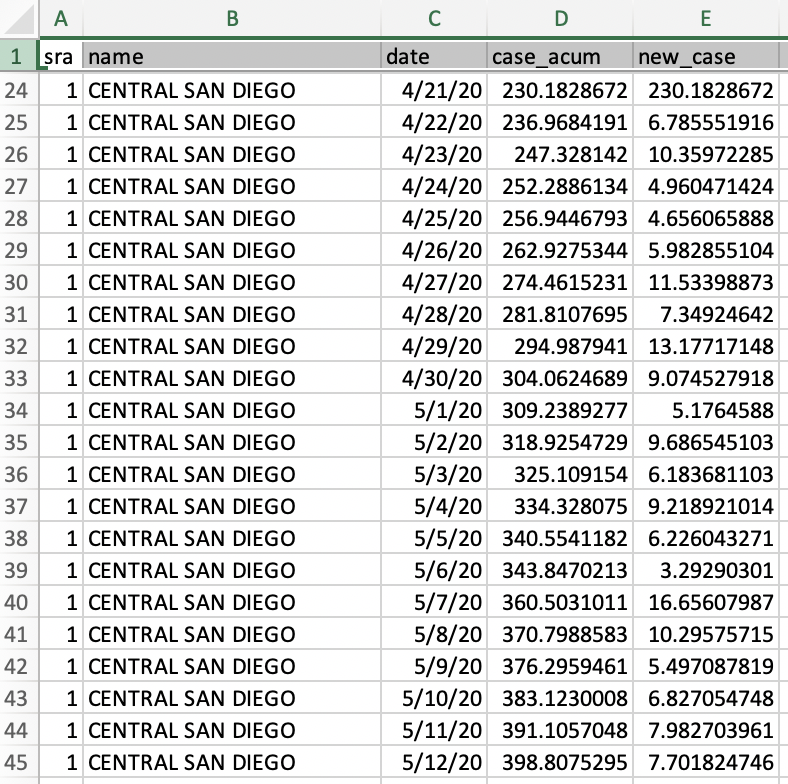 A B C D E
1 sra name date case_acum new_case
24 1 CENTRAL SAN DIEGO 4/21/20 230.1828672 230.1828672
25 1 CENTRAL SAN DIEGO 4/22/20 236.9684191 6.785551916
26 1 CENTRAL SAN DIEGO 4/23/20 247.328142 10.35972285
27 1 CENTRAL SAN DIEGO 4/24/20 252.2886134 4.960471424
28 1 CENTRAL SAN DIEGO 4/25/20 256.9446793 4.656065888
29 1 CENTRAL SAN DIEGO 4/26/20 262.9275344 5.982855104
30 1 CENTRAL SAN DIEGO 4/27/20 274.4615231 11.53398873
31 1 CENTRAL SAN DIEGO 4/28/20 281.8107695 7.34924642
32 1 CENTRAL SAN DIEGO 4/29/20 294.987941 13.17717148
33 1 CENTRAL SAN DIEGO 4/30/20 304.0624689 9.074527918
34 1 CENTRAL SAN DIEGO 5/1/20 309.2389277 5.1764588
35 1 CENTRAL SAN DIEGO 5/2/20 318.9254729 9.686545103
36 1 CENTRAL SAN DIEGO 5/3/20 325.109154 6.183681103
37 1 CENTRAL SAN DIEGO 5/4/20 334.328075 9.218921014
38 1 CENTRAL SAN DIEGO 5/5/20 340.5541182 6.226043271
39 1 CENTRAL SAN DIEGO 5/6/20 343.8470213 3.29290301
40 1 CENTRAL SAN DIEGO 5/7/20 360.5031011 16.65607987
41 1 CENTRAL SAN DIEGO 5/8/20 370.7988583 10.29575715
42 1 CENTRAL SAN DIEGO 5/9/20 376.2959461 5.497087819
43 1 CENTRAL SAN DIEGO 5/10/20 383.1230008 6.827054748
44 1 CENTRAL SAN DIEGO 5/11/20 391.1057048 7.982703961
45 1 CENTRAL SAN DIEGO 5/12/20 398.8075295 7.701824746